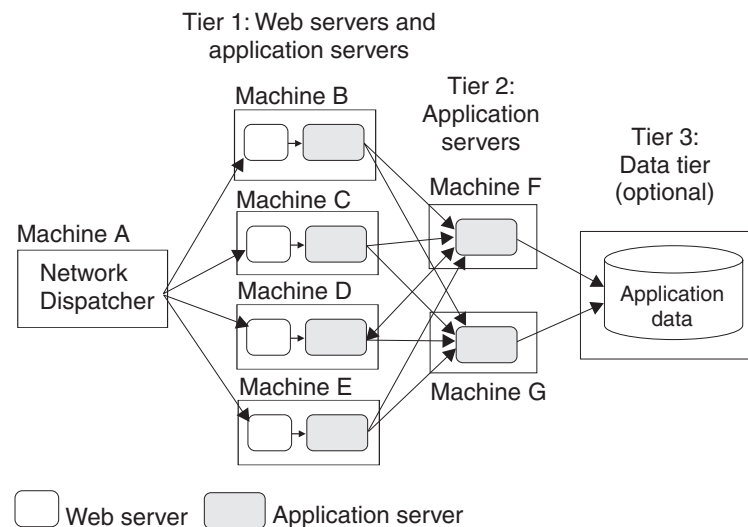 Tier 1: Web servers and
application servers
Machine B
Tier 2:
Application
servers
Tier 3:
Data tier
(optional)
Machine F
Machine C
Machine A
Network
Dispatcher
Machine D
Application
data
Machine E
Machine G
Web server
Application server